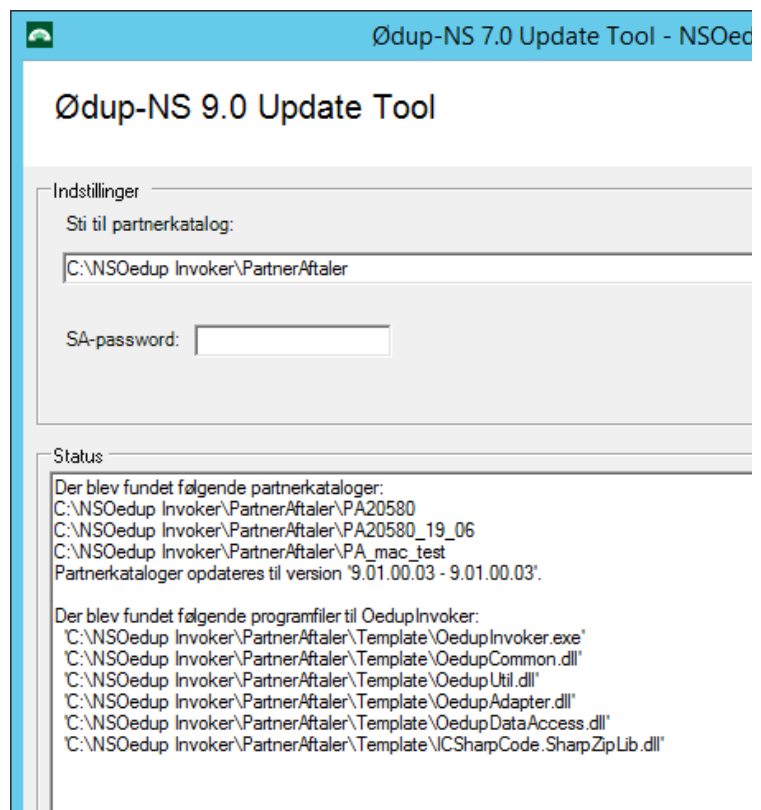 Ødup-NS 7.0 Update Tool - NSOed
Ødup-NS 9.0 Update Tool
Indstillinger
Sti til partnerkatalog:
C:\NSOedup Invoker\PartnerAftaler
SA-password:
Status
Der blev fundet følgende partnerkataloger:
C:\NSOedup Invoker\PartnerAftaler\PA20580
C:\NSOedup Invoker\PartnerAftaler\PA20580_19_06
C:\NSOedup Invoker\PartnerAftaler\PA_mac_test
Partnerkataloger opdateres til version '9.01.00.03 - 9.01.00.03'.
Der blev fundet følgende programfiler til OedupInvoker:
'C:\NSOedup Invoker\PartnerAftaler\Template\OedupInvoker.exe'
'C:\NSOedup Invoker\PartnerAftaler\Template\OedupCommon.dll'
'C:\NSOedup Invoker\PartnerAftaler\Template\OedupUtil.dll'
'C:\NSOedup Invoker\PartnerAftaler\Template\OedupAdapter.dll'
'C:\NSOedup Invoker\PartnerAftaler\Template\OedupDataAccess.dll'
'C:\NSOedup Invoker\PartnerAftaler\Template\ICSharpCode.SharpZipLib.dll'